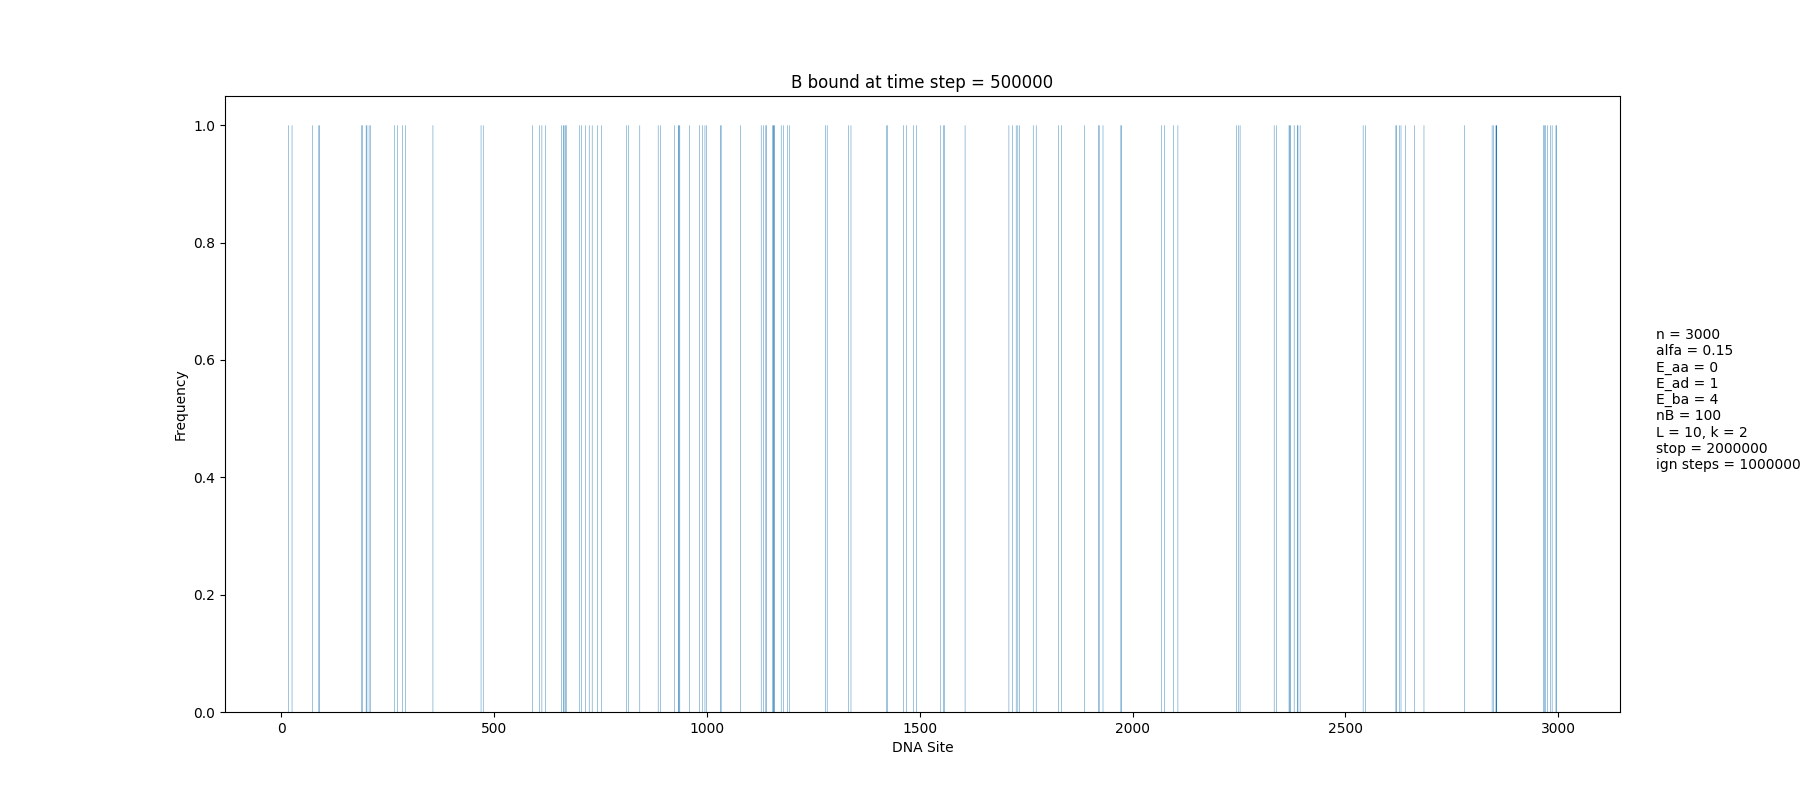 B bound at time step = 500000
1.0
0.8
0.6
0.4
0.2
0.0
Frequency
0 500 1000 1500 2000 2500 3000
DNA Site
n = 3000
alfa = 0.15
E_aa = 0
E_ad = 1
E_ba = 4
nB = 100
L = 10, k = 2
stop = 2000000
ign steps = 1000000